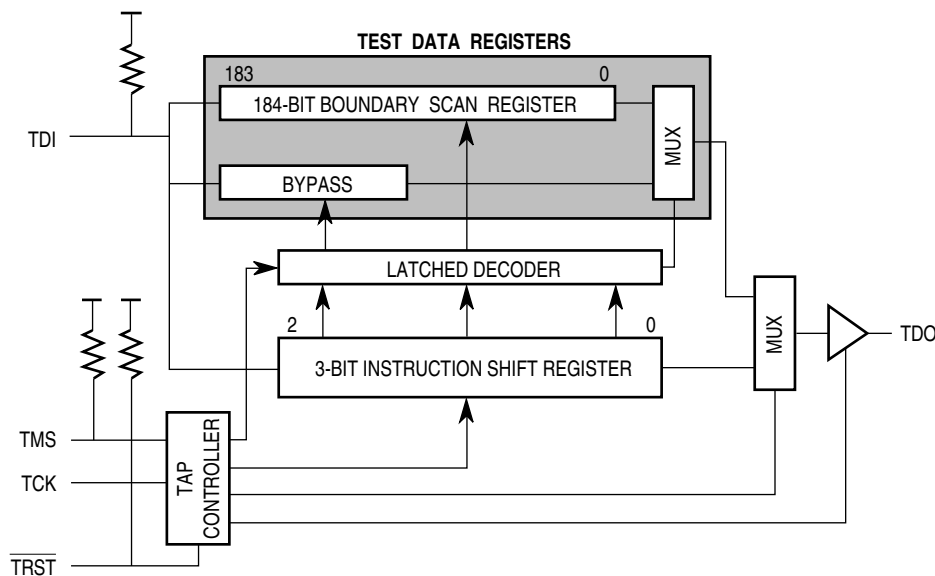 TEST DATA REGISTERS
183
0
184-BIT BOUNDARY SCAN REGISTER
MUX
TDI
BYPASS
LATCHED DECODER
2
0
3-BIT INSTRUCTION SHIFT REGISTER
MUX
TDO
TMS
TCK
TAP
CONTROLLER
TRST